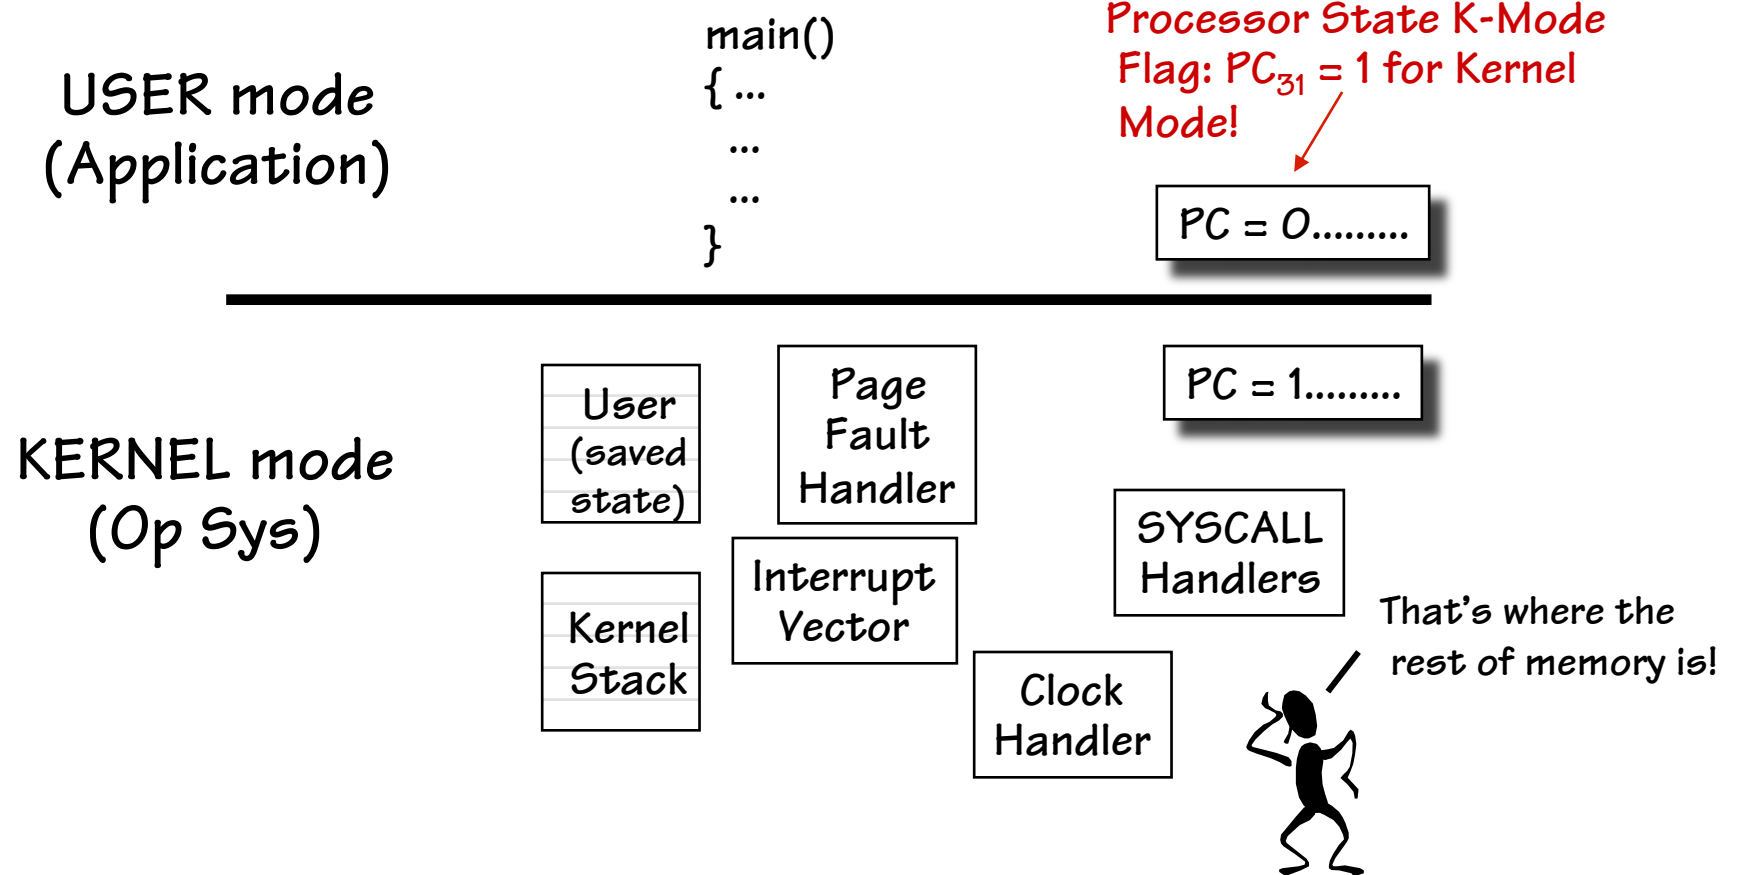 USER mode
(Application)
main()
{ ...
...
...
}
Processor State K-Mode
Flag: PC31 = 1 for Kernel
Mode!
PC = 0.........
KERNEL mode
(Op Sys)
User
(saved
state)
Kernel
Stack
Page
Fault
Handler
Interrupt
Vector
PC = 1.........
SYSCALL
Handlers
Clock
Handler
That's where the
rest of memory is!